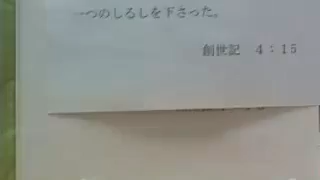 一つのしるしを下さった。
創世記　４：１５